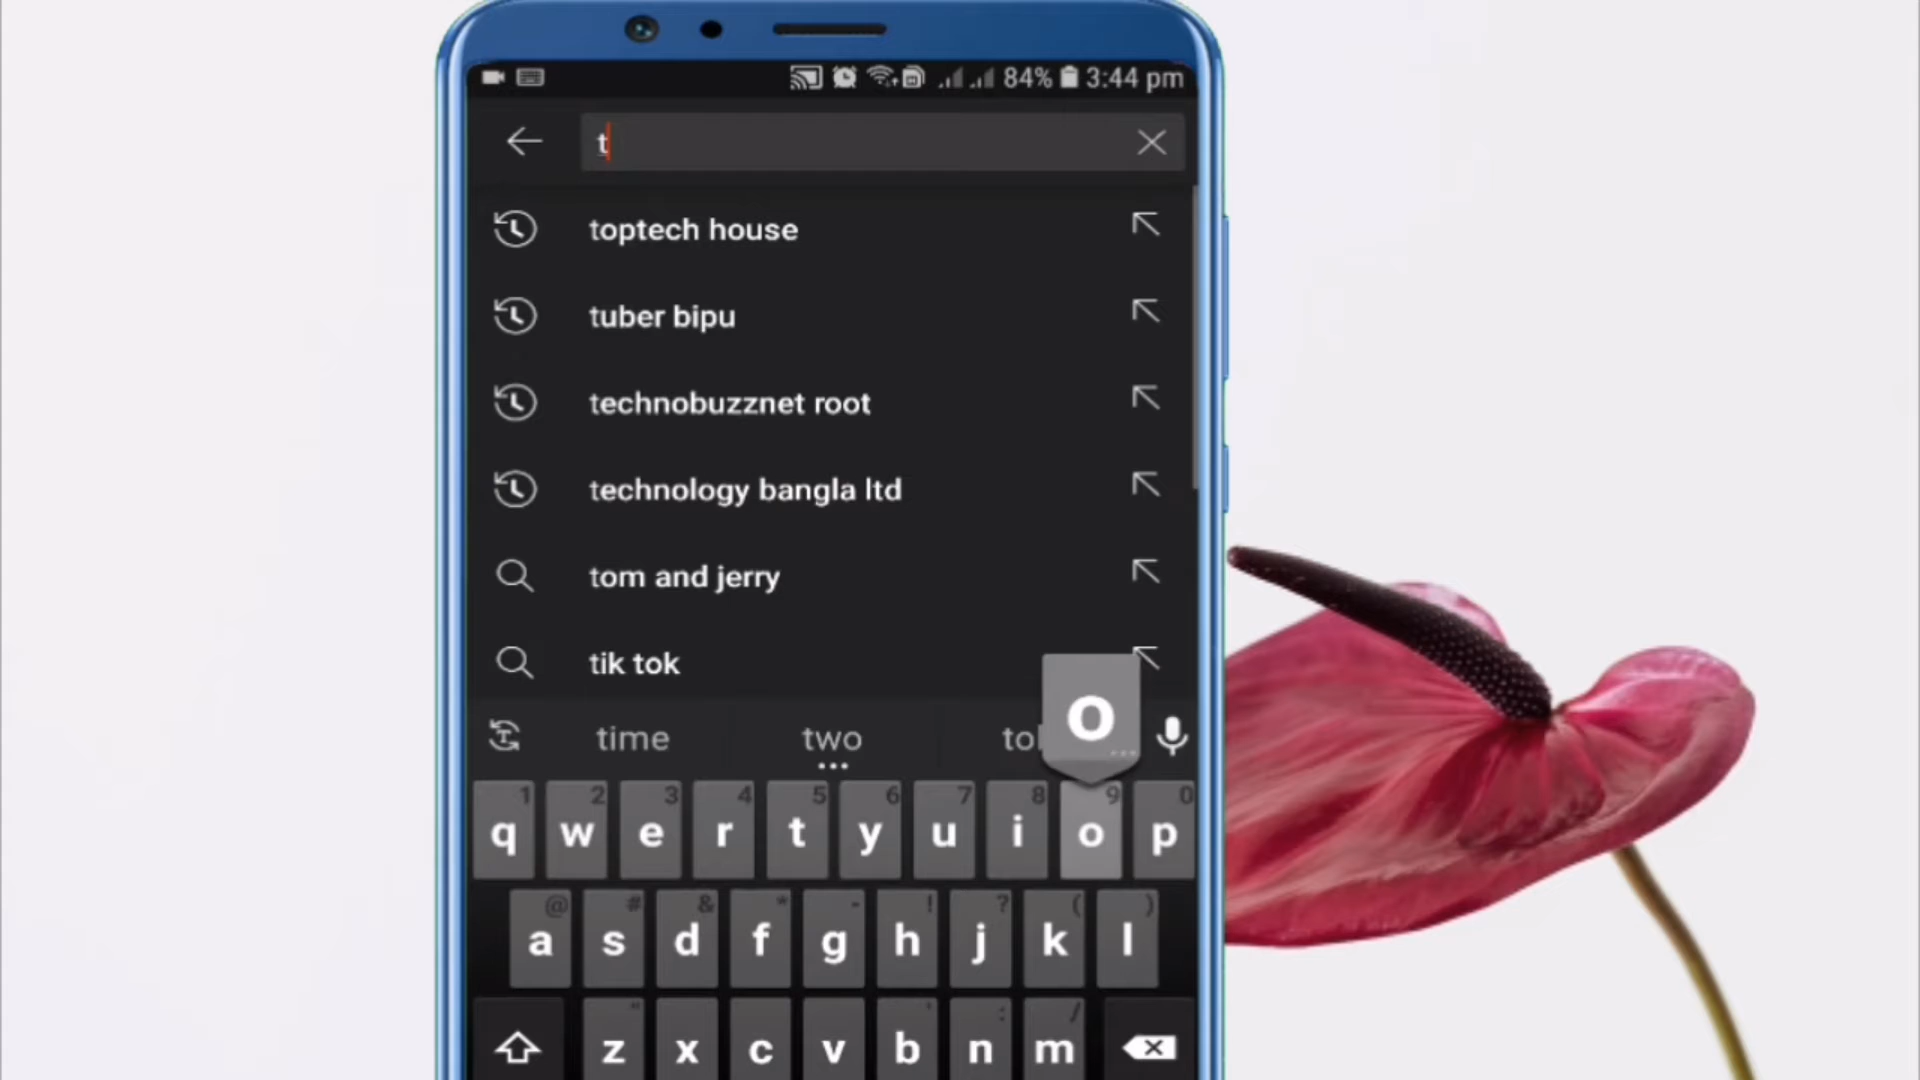 84% 3:44 pm
t
toptech house
tuber bipu
technobuzznet root
technology bangla ltd
tom and jerry
tik tok
time two
o
1 2 3 4 5 6 7 8 9 0
q w e r t y u i o p
@ # & * - ! ? ( )
a s d f g h j k l
" ' : /
z x c v b n m